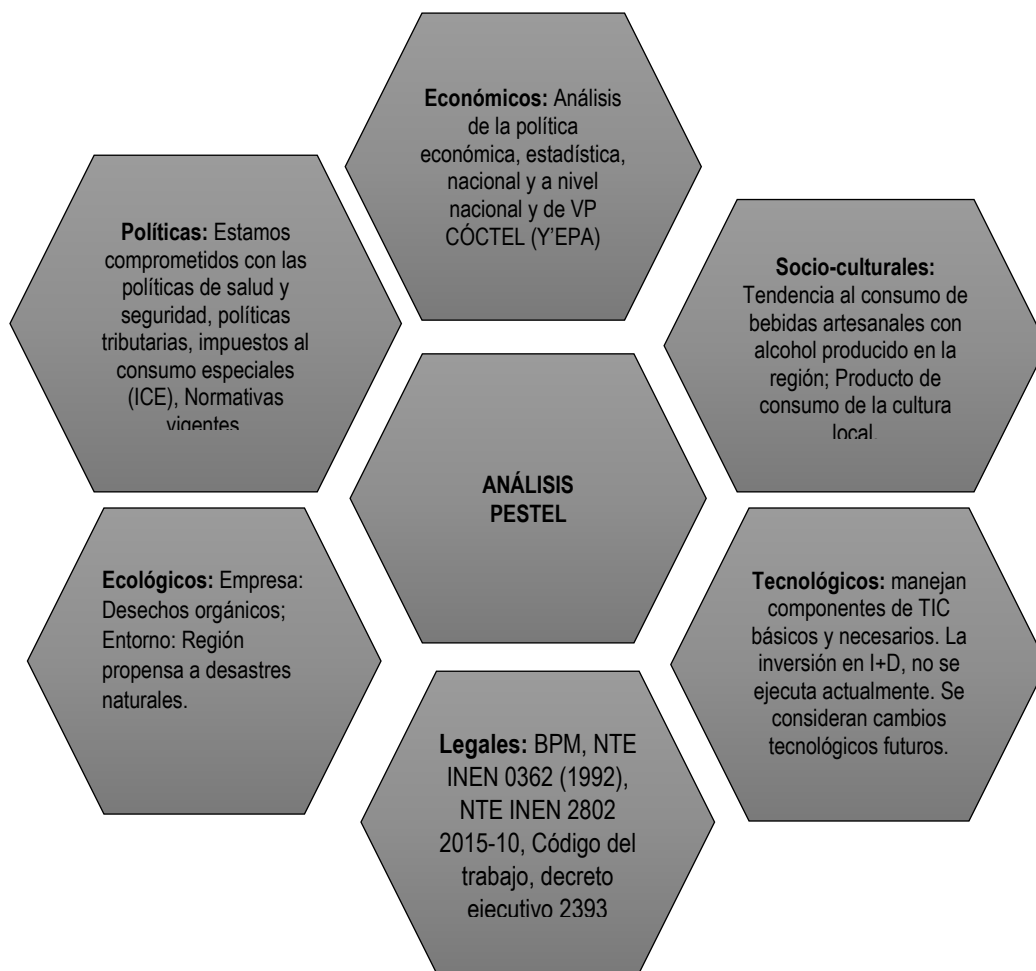 Económicos: Análisis
de la política
económica, estadística,
nacional y a nivel
nacional y de VP
CÓCTEL (Y’EPA)
Políticas: Estamos
comprometidos con las
políticas de salud y
seguridad, políticas
tributarias, impuestos al
consumo especiales
(ICE), Normativas
vigentes
Socio-culturales:
Tendencia al consumo de
bebidas artesanales con
alcohol producido en la
región; Producto de
consumo de la cultura
local.
ANÁLISIS
PESTEL
Ecológicos: Empresa:
Desechos orgánicos;
Entorno: Región
propensa a desastres
naturales.
Tecnológicos: manejan
componentes de TIC
básicos y necesarios. La
inversión en I+D, no se
ejecuta actualmente. Se
consideran cambios
tecnológicos futuros.
Legales: BPM, NTE
INEN 0362 (1992),
NTE INEN 2802
2015-10, Código del
trabajo, decreto
ejecutivo 2393